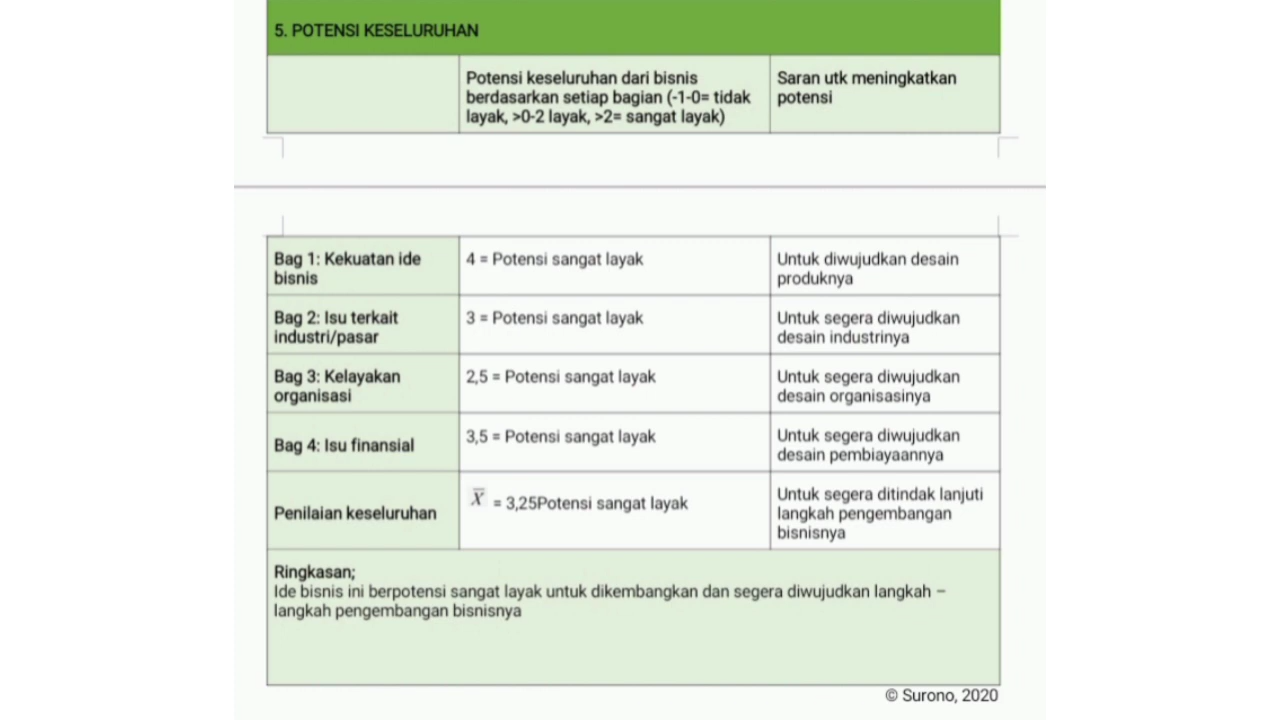 5. POTENSI KESELURUHAN
Potensi keseluruhan dari bisnis
berdasarkan setiap bagian (-1-0= tidak
layak, >0-2 layak, >2= sangat layak)
Saran utk meningkatkan
potensi
Bag 1: Kekuatan ide
bisnis
4 = Potensi sangat layak
Untuk diwujudkan desain
produknya
Bag 2: Isu terkait
industri/pasar
3 = Potensi sangat layak
Untuk segera diwujudkan
desain industrinya
Bag 3: Kelayakan
organisasi
2,5 = Potensi sangat layak
Untuk segera diwujudkan
desain organisasinya
Bag 4: Isu finansial
3,5 = Potensi sangat layak
Untuk segera diwujudkan
desain pembiayaannya
Penilaian keseluruhan
X̅ = 3,25Potensi sangat layak
Untuk segera ditindak lanjuti
langkah pengembangan
bisnisnya
Ringkasan;
Ide bisnis ini berpotensi sangat layak untuk dikembangkan dan segera diwujudkan langkah –
langkah pengembangan bisnisnya
© Surono, 2020